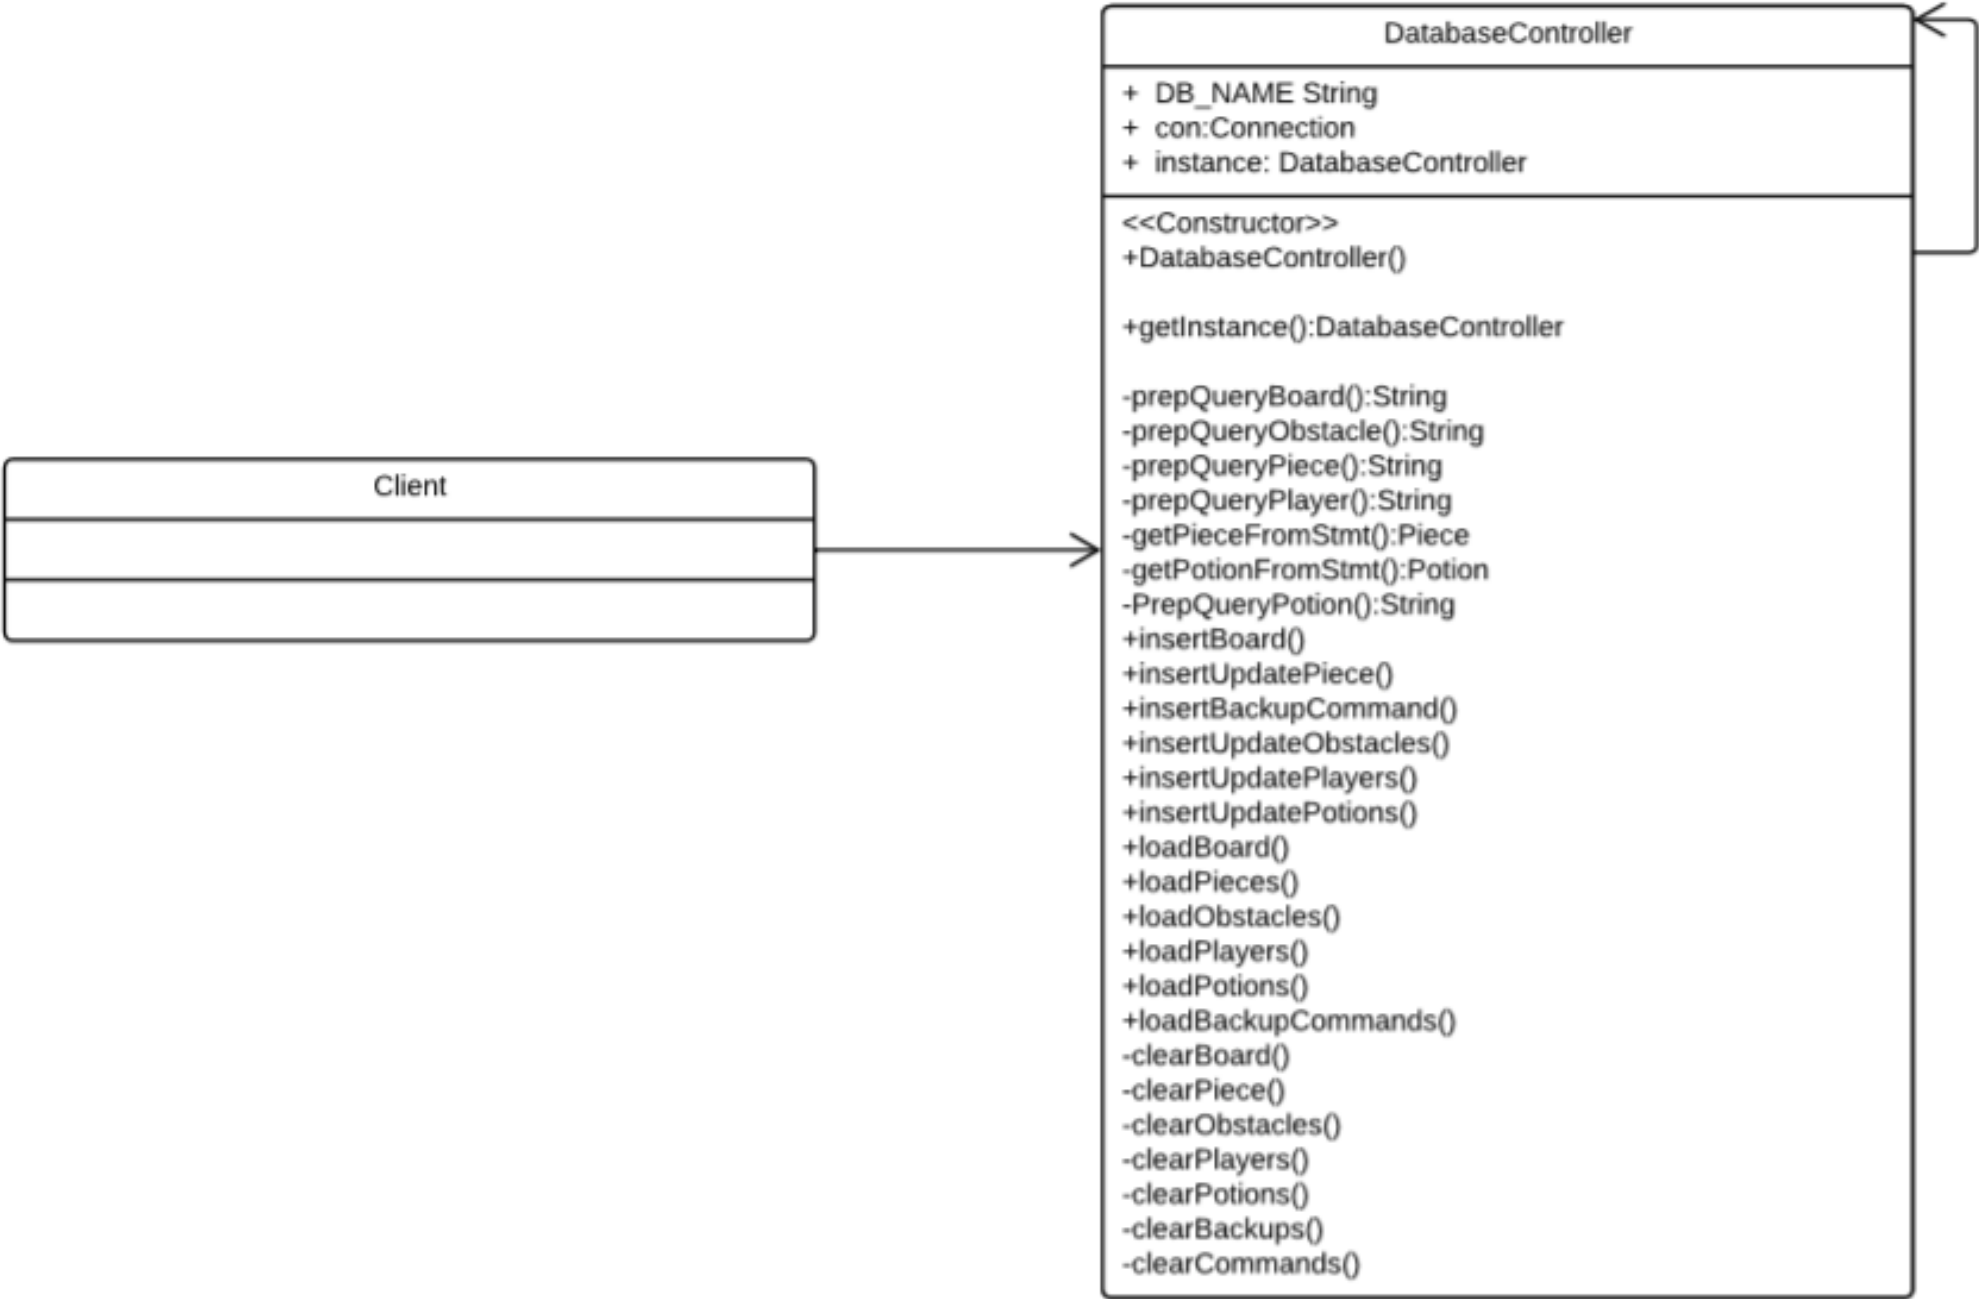 DatabaseController
+ DB_NAME String
+ con:Connection
+ instance: DatabaseController
<<Constructor>>
+DatabaseController()
+getInstance():DatabaseController
-prepQueryBoard():String
-prepQueryObstacle():String
-prepQueryPiece():String
-prepQueryPlayer():String
-getPieceFromStmt():Piece
-getPotionFromStmt():Potion
-PrepQueryPotion():String
+insertBoard()
+insertUpdatePiece()
+insertBackupCommand()
+insertUpdateObstacles()
+insertUpdatePlayers()
+insertUpdatePotions()
+loadBoard()
+loadPieces()
+loadObstacles()
+loadPlayers()
+loadPotions()
+loadBackupCommands()
-clearBoard()
-clearPiece()
-clearObstacles()
-clearPlayers()
-clearPotions()
-clearBackups()
-clearCommands()
Client